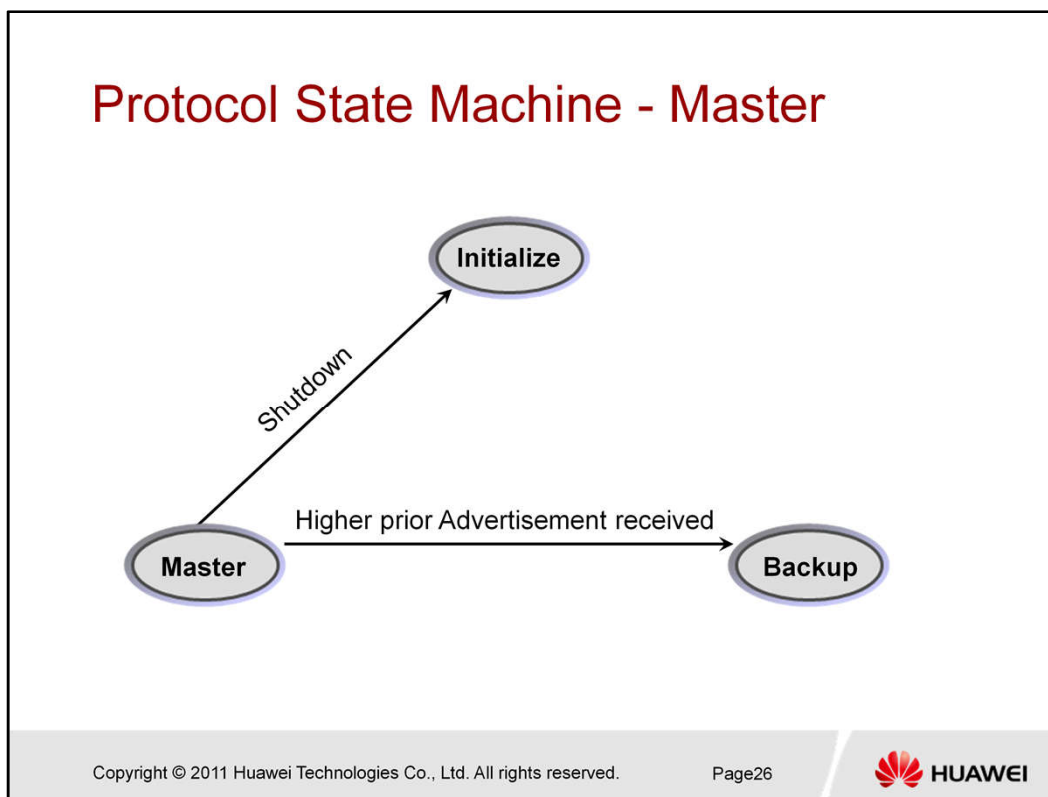 Protocol State Machine - Master
Initialize
Shutdown
Higher prior Advertisement received
Master
Backup
Copyright © 2011 Huawei Technologies Co., Ltd. All rights reserved.
Page26
HUAWEI